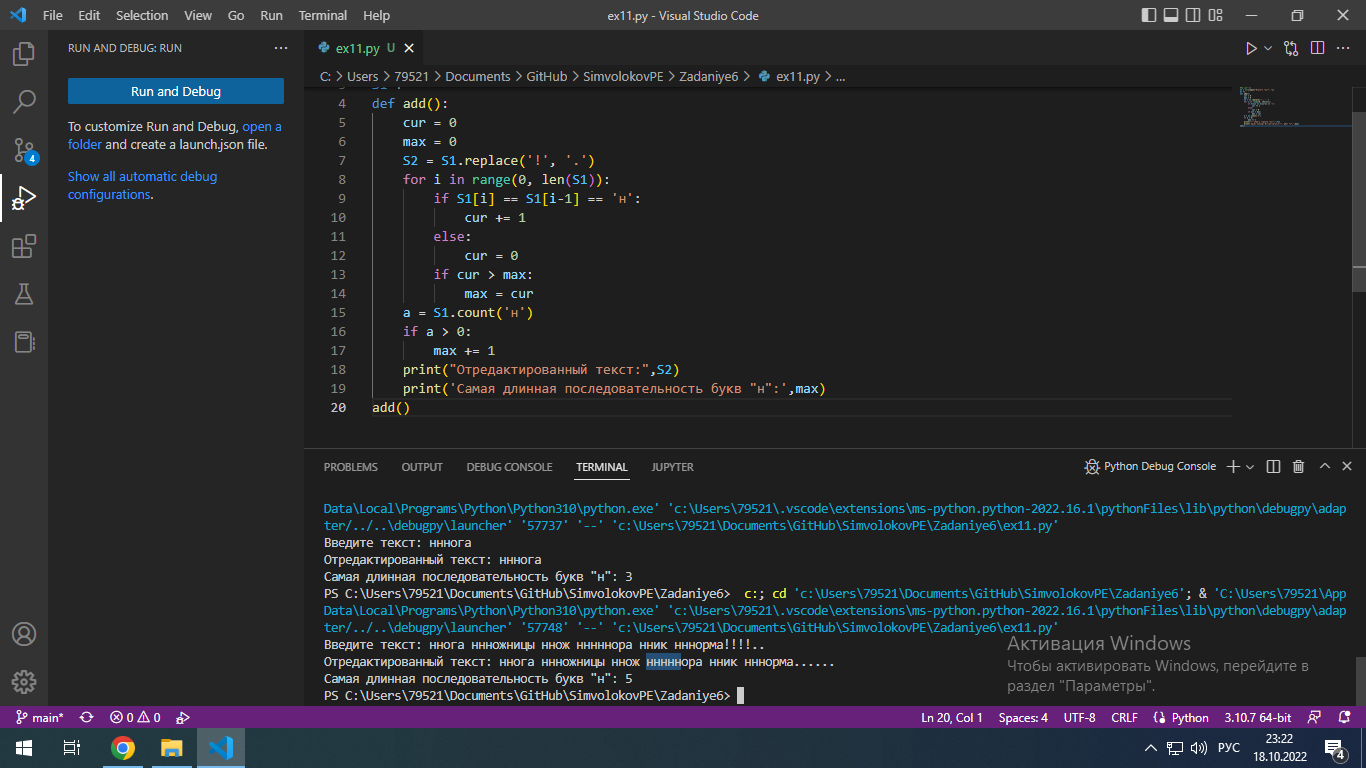 File Edit Selection View Go Run Terminal Help ex11.py - Visual Studio Code
RUN AND DEBUG: RUN ...
Run and Debug
To customize Run and Debug, open a
folder and create a launch.json file.
Show all automatic debug
configurations.
4
ex11.py U
C: > Users > 79521 > Documents > GitHub > SimvolokovPE > Zadaniye6 > ex11.py > ...
4 def add():
5 cur = 0
6 max = 0
7 S2 = S1.replace('!', '.')
8 for i in range(0, len(S1)):
9 if S1[i] == S1[i-1] == 'н':
10 cur += 1
11 else:
12 cur = 0
13 if cur > max:
14 max = cur
15 a = S1.count('н')
16 if a > 0:
17 max += 1
18 print("Отредактированный текст:",S2)
19 print('Самая длинная последовательность букв "н":',max)
20 add()
PROBLEMS OUTPUT DEBUG CONSOLE TERMINAL JUPYTER Python Debug Console
Data\Local\Programs\Python\Python310\python.exe' 'c:\Users\79521\.vscode\extensions\ms-python.python-2022.16.1\pythonFiles\lib\python\debugpy\adap
ter/../..\debugpy\launcher' '57737' '--' 'c:\Users\79521\Documents\GitHub\SimvolokovPE\Zadaniye6\ex11.py'
Введите текст: нннога
Отредактированный текст: нннога
Самая длинная последовательность букв "н": 3
PS C:\Users\79521\Documents\GitHub\SimvolokovPE\Zadaniye6> c:; cd 'c:\Users\79521\Documents\GitHub\SimvolokovPE\Zadaniye6'; & 'C:\Users\79521\App
Data\Local\Programs\Python\Python310\python.exe' 'c:\Users\79521\.vscode\extensions\ms-python.python-2022.16.1\pythonFiles\lib\python\debugpy\adap
ter/../..\debugpy\launcher' '57748' '--' 'c:\Users\79521\Documents\GitHub\SimvolokovPE\Zadaniye6\ex11.py'
Введите текст: ннога ннножницы ннож нннннора нник нннорма!!!!..
Отредактированный текст: ннога ннножницы ннож нннннора нник нннорма......
Самая длинная последовательность букв "н": 5
PS C:\Users\79521\Documents\GitHub\SimvolokovPE\Zadaniye6>
Активация Windows
Чтобы активировать Windows, перейдите в
раздел "Параметры".
main* 0 0 Ln 20, Col 1 Spaces: 4 UTF-8 CRLF Python 3.10.7 64-bit
РУС 23:22
18.10.2022
4